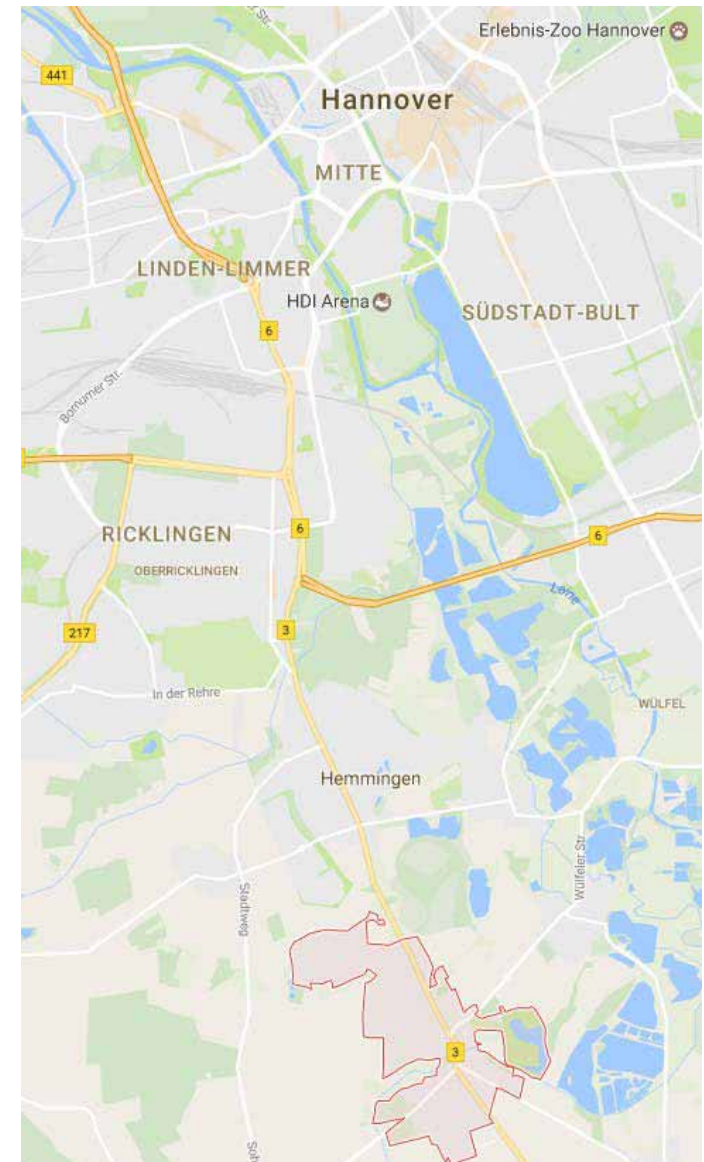 Str.
Erlebnis-Zoo Hannover
441
Hannover
MITTE
LINDEN-LIMMER
HDI Arena
SÜDSTADT-BULT
6
Bornumer Str.
RICKLINGEN
6
6
OBERRICKLINGEN
Leine
3
217
In der Rehre
WÜLFEL
Hemmingen
Wülfeler Str
Stadtweg
3